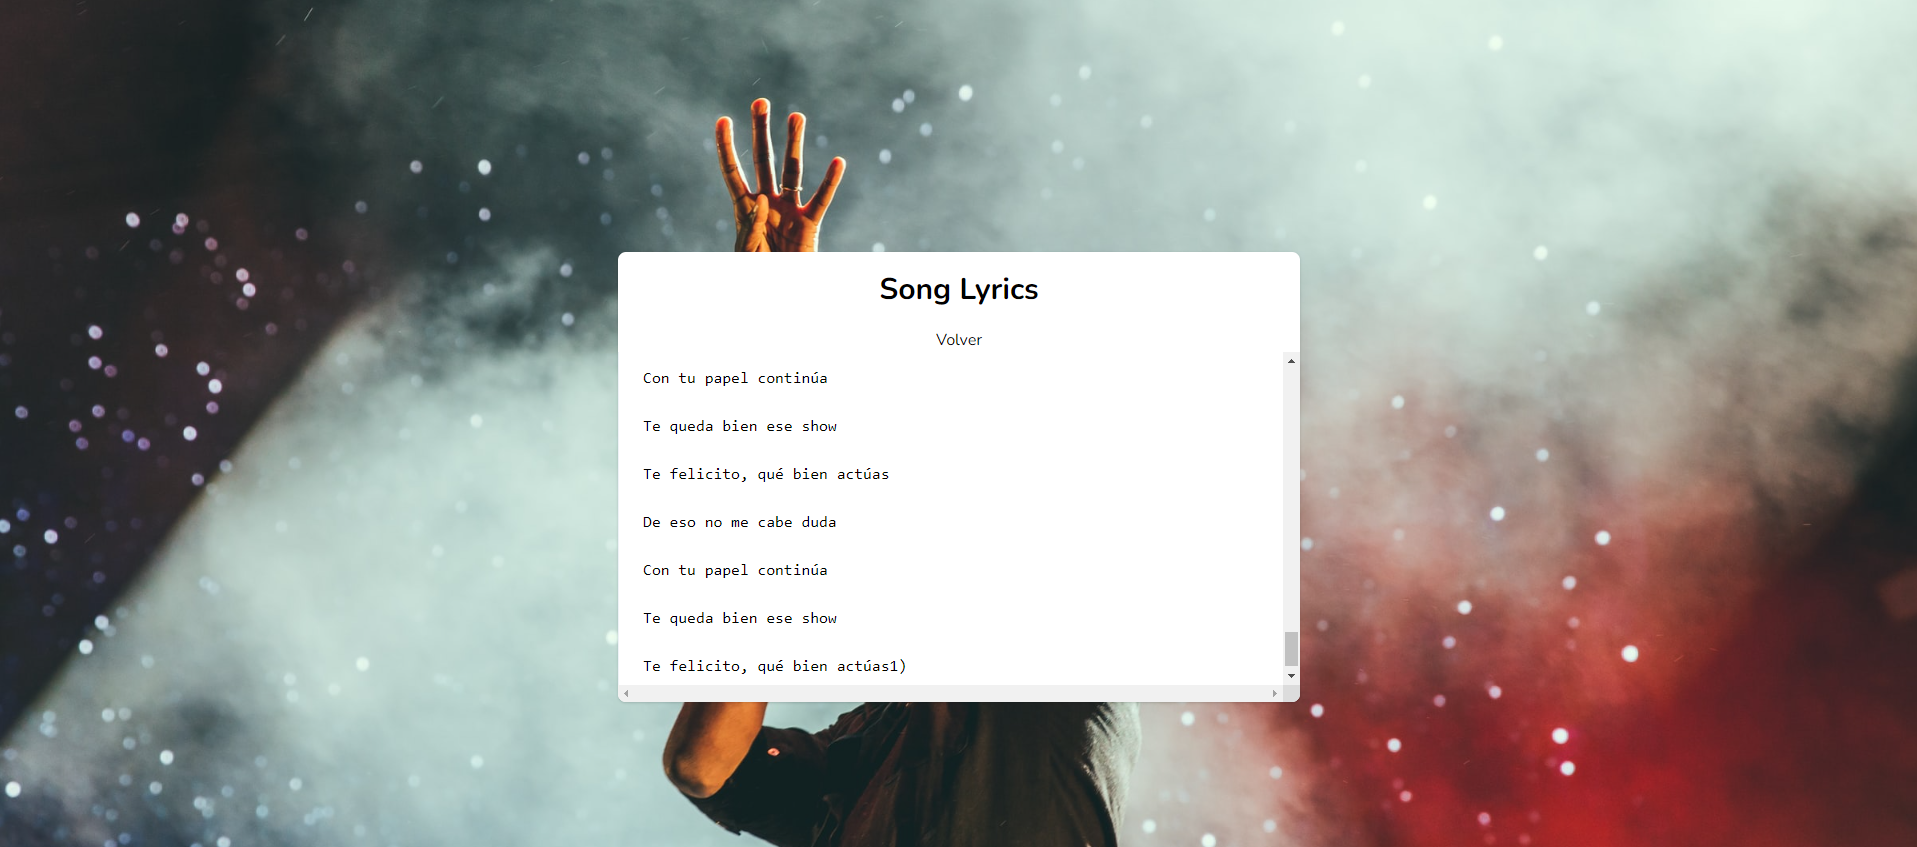 Song Lyrics
Volver
Con tu papel continúa
Te queda bien ese show
Te felicito, qué bien actúas
De eso no me cabe duda
Con tu papel continúa
Te queda bien ese show
Te felicito, qué bien actúas1)